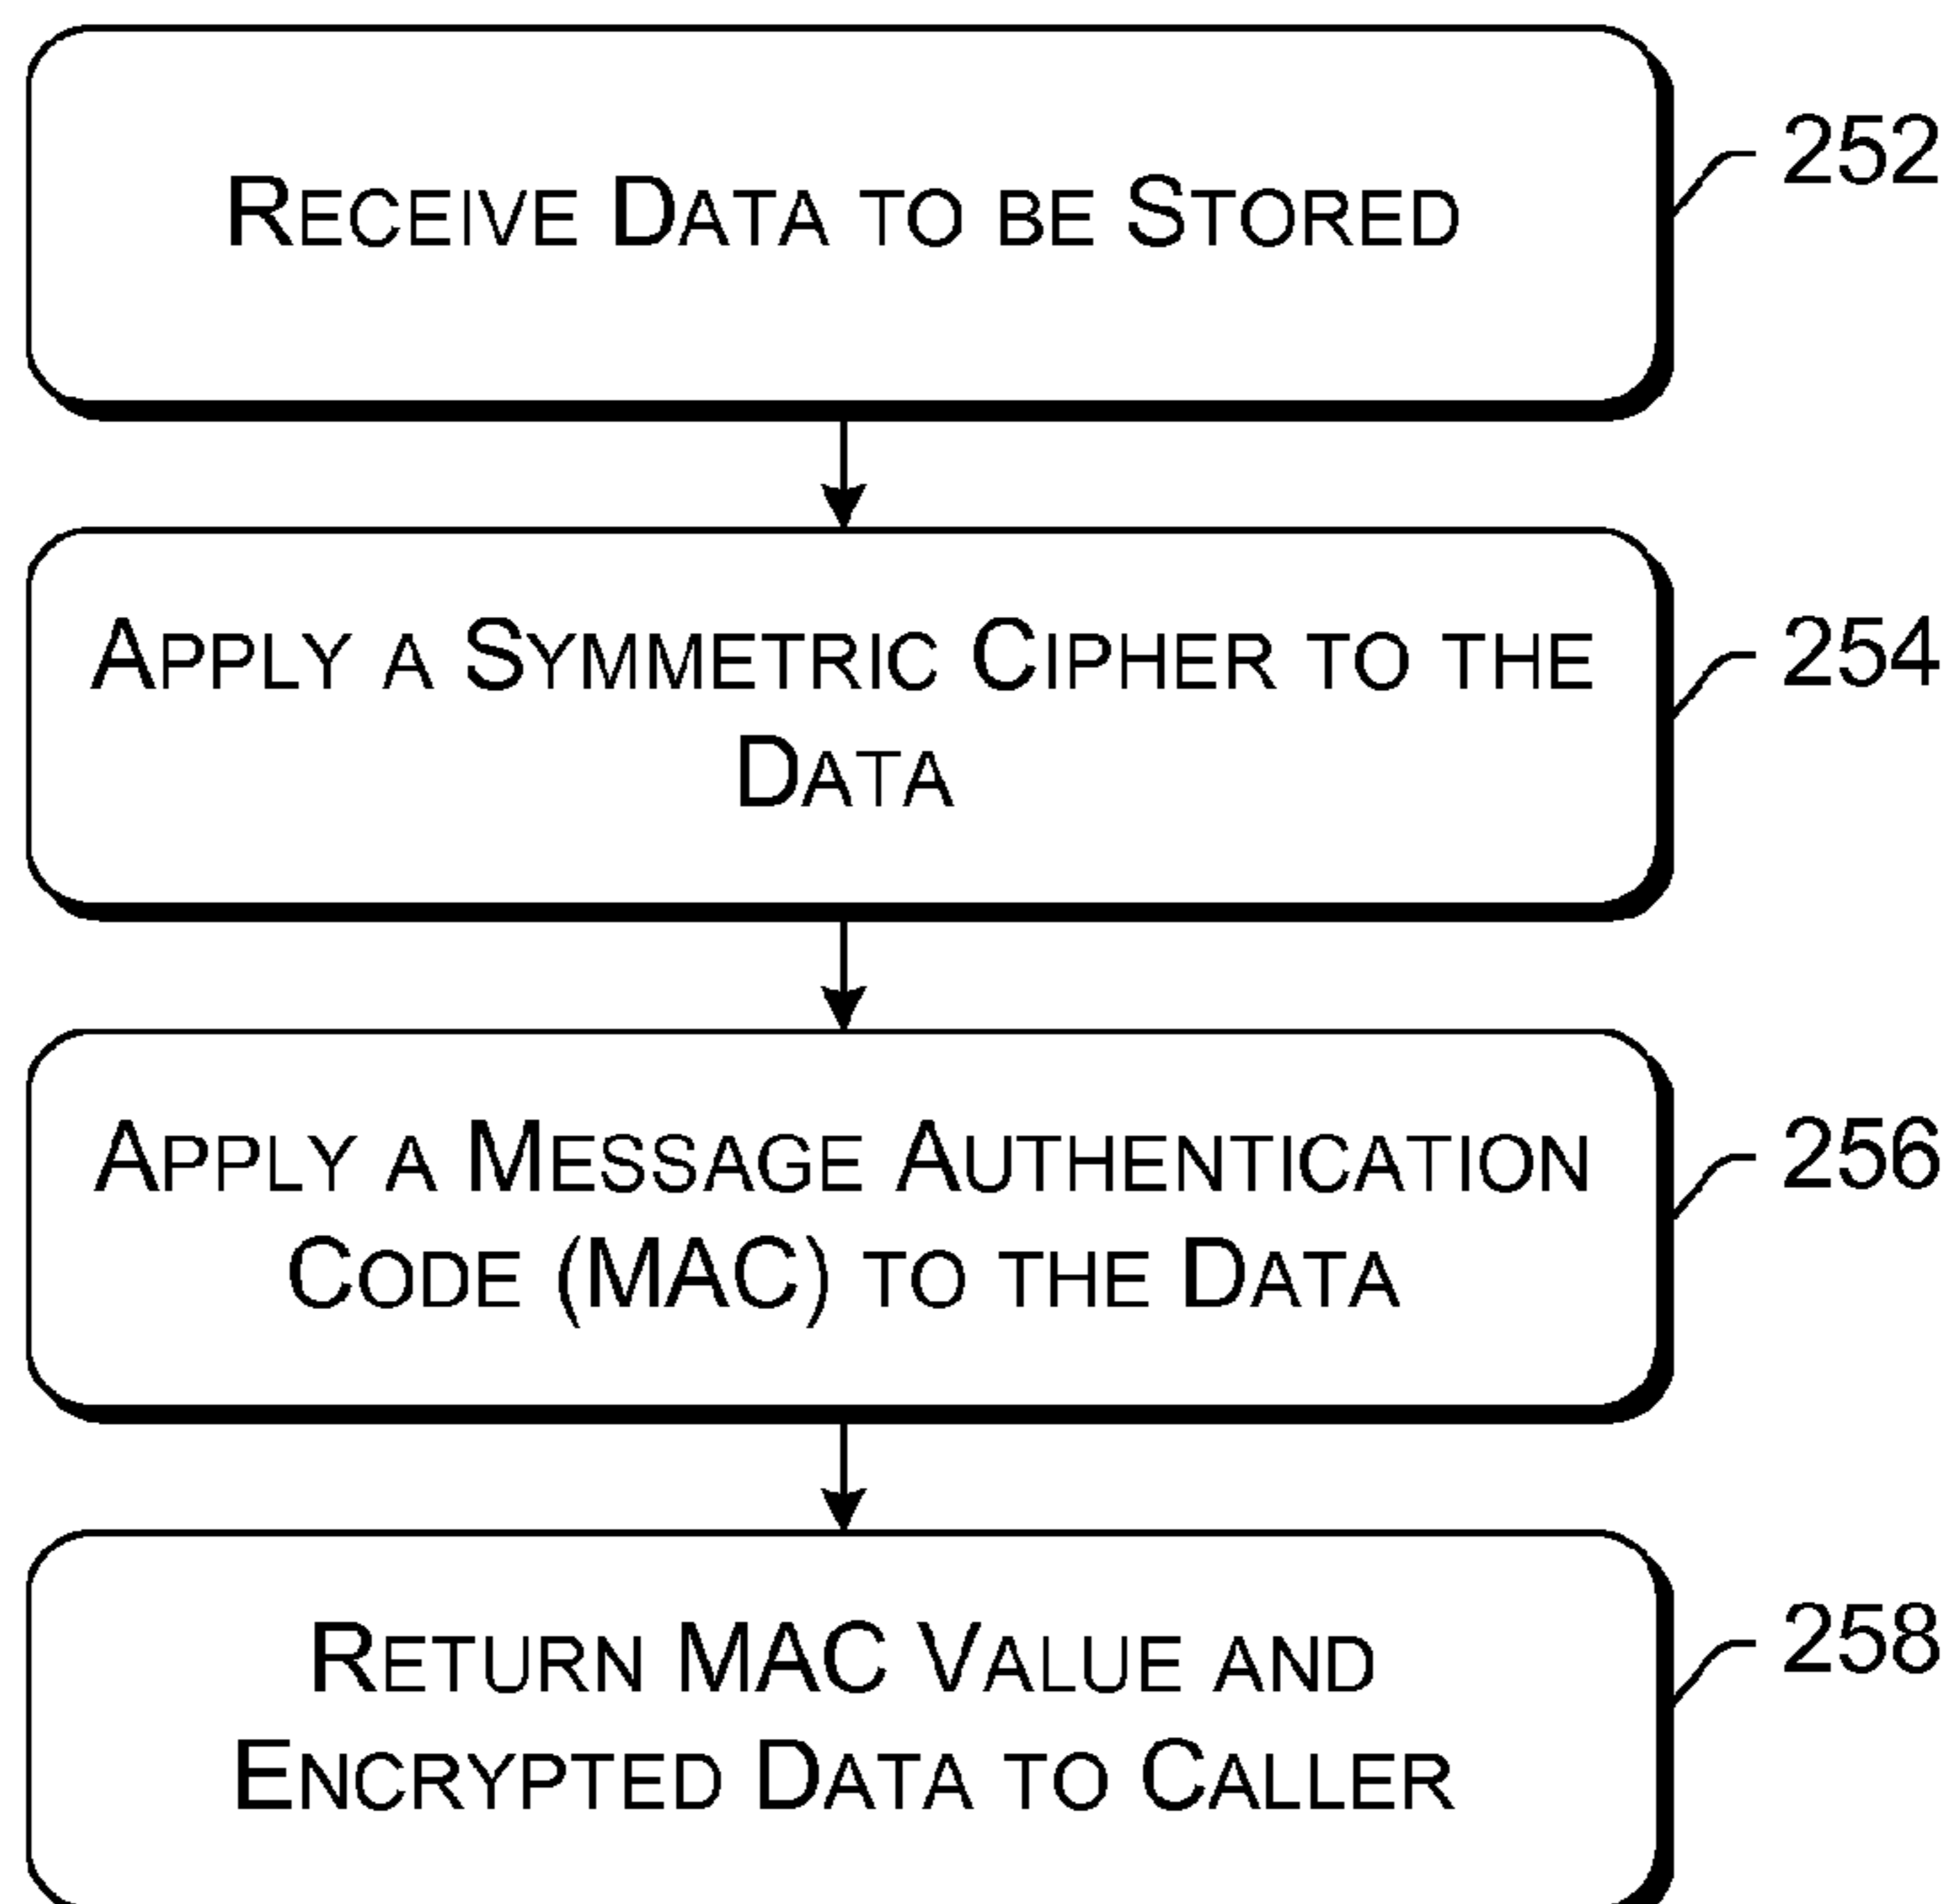 RECEIVE DATA TO BE STORED
252
APPLY A SYMMETRIC CIPHER TO THE
DATA
254
APPLY A MESSAGE AUTHENTICATION
CODE (MAC) TO THE DATA
256
RETURN MAC VALUE AND
ENCRYPTED DATA TO CALLER
258